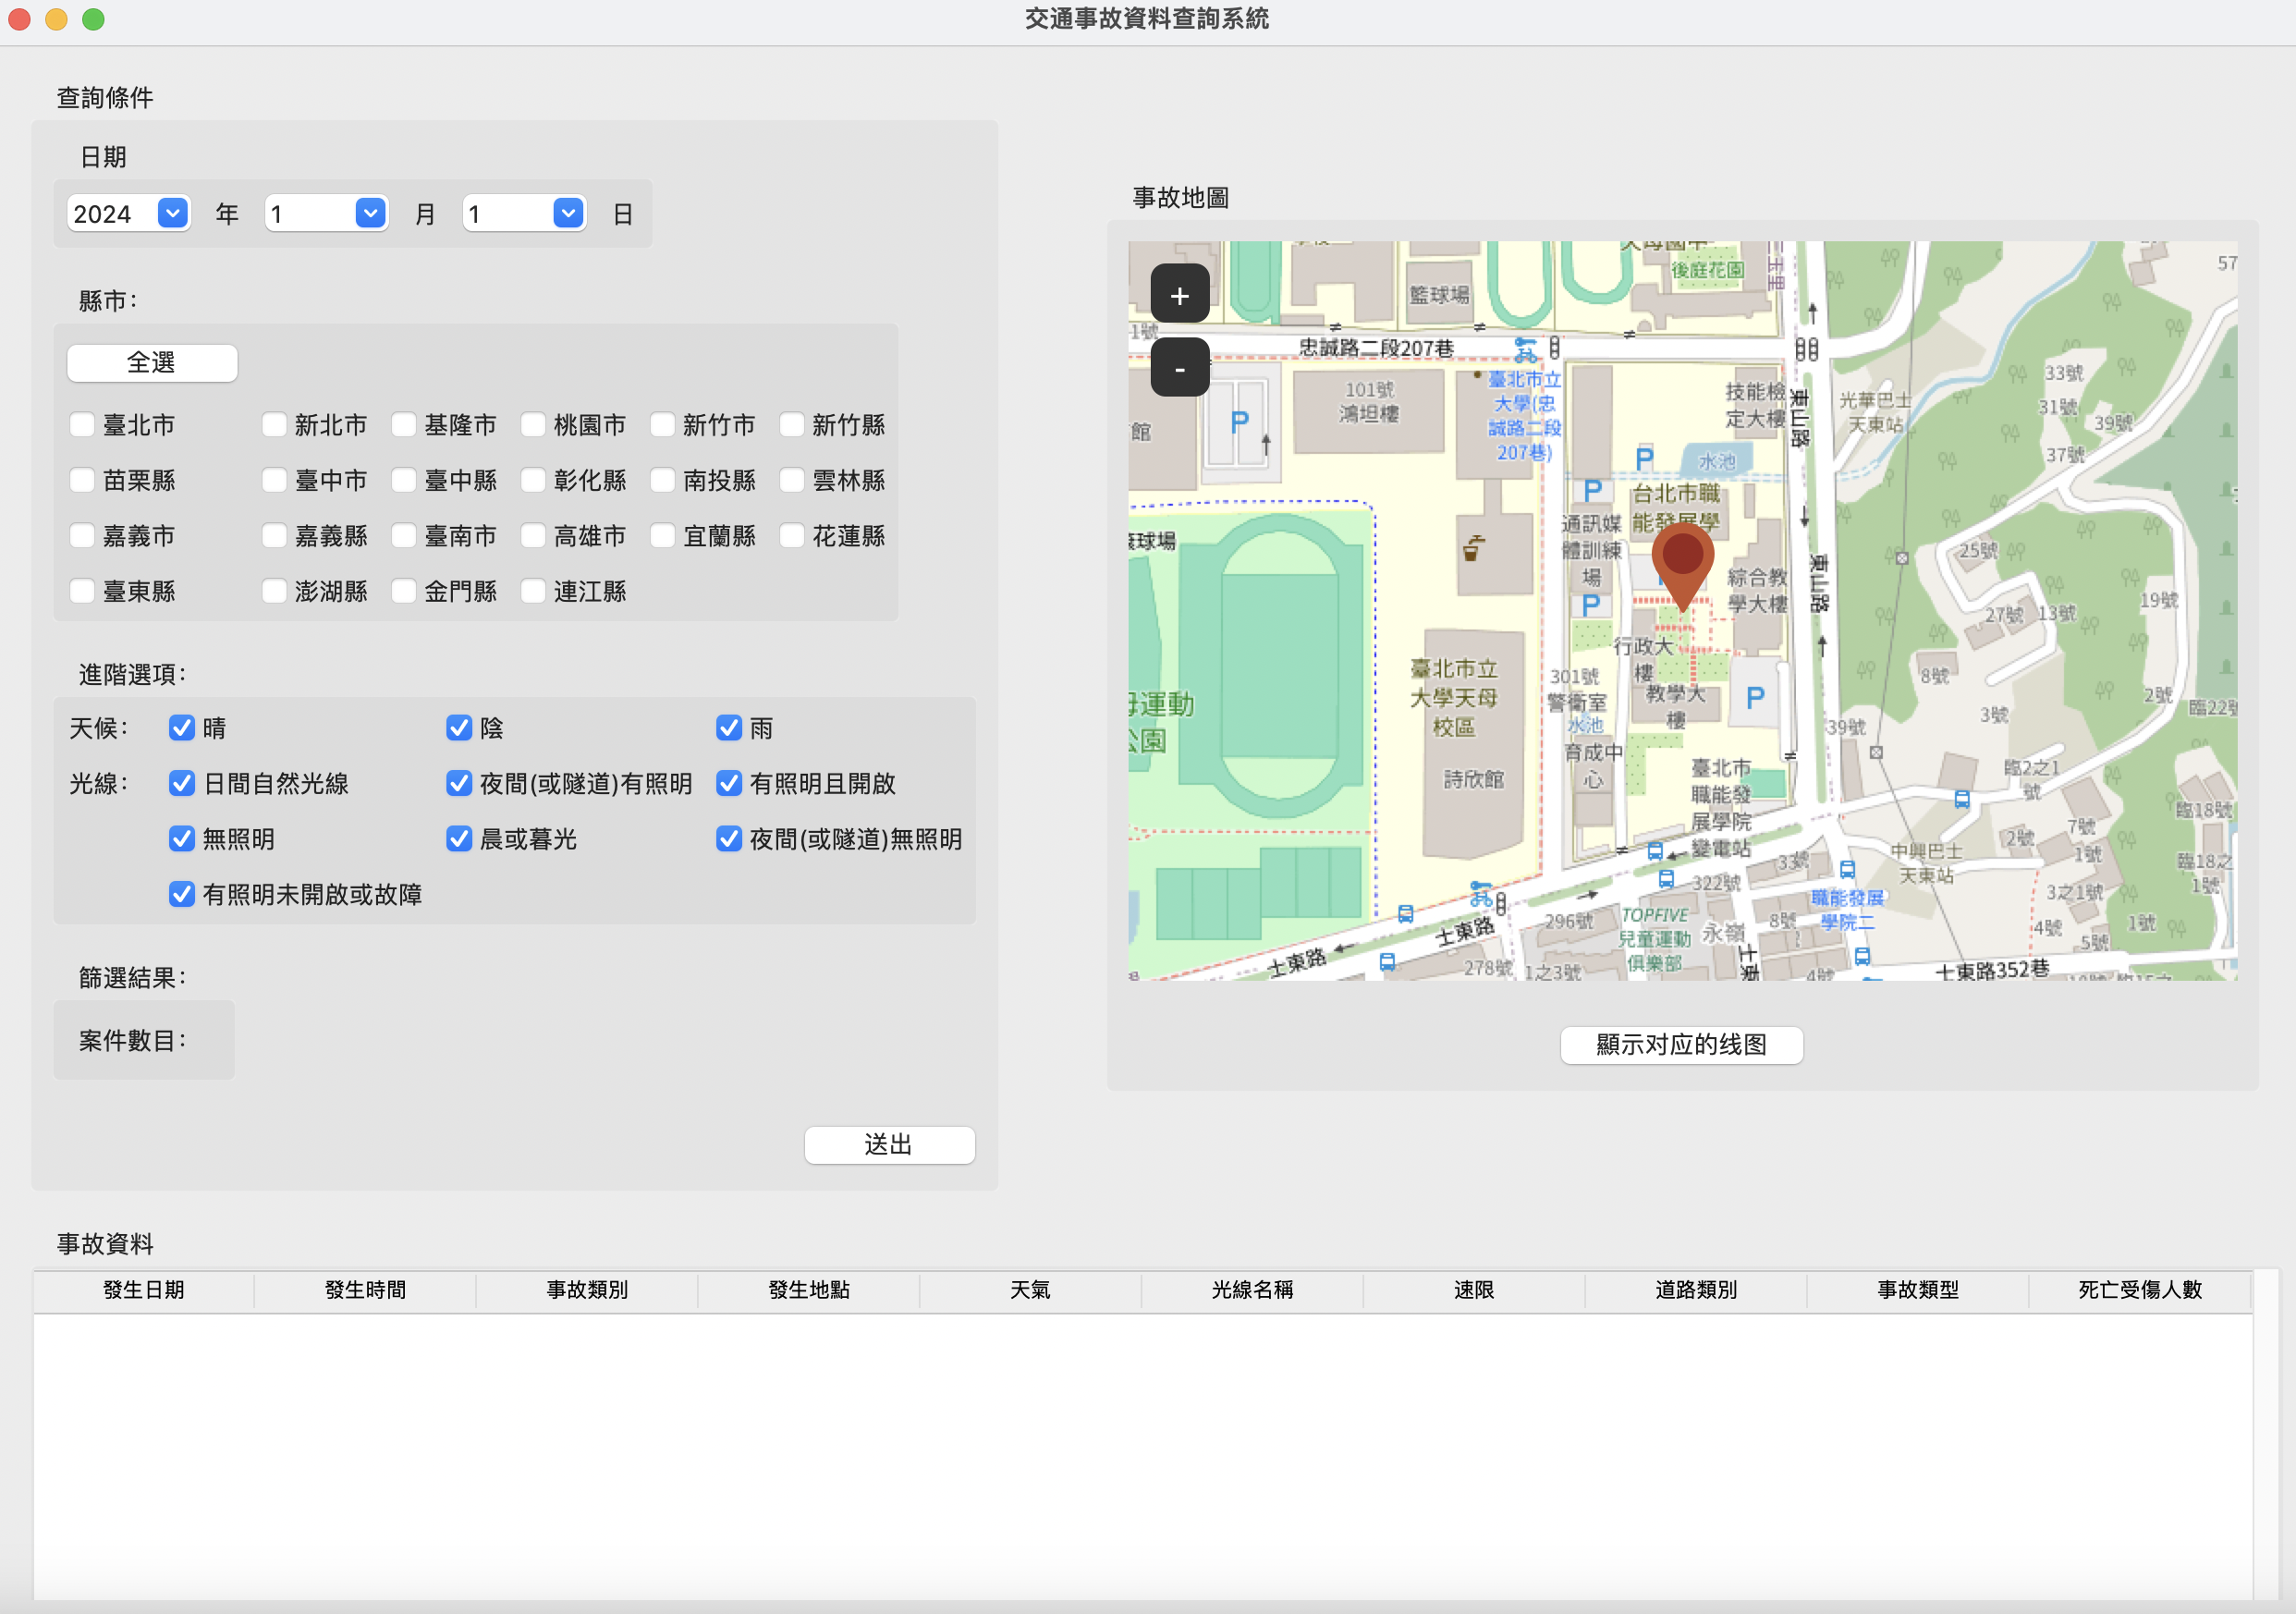 交通事故資料查詢系統
查詢條件
日期
2024 年 1 月 1 日
縣市:
全選
臺北市 新北市 基隆市 桃園市 新竹市 新竹縣
苗栗縣 臺中市 臺中縣 彰化縣 南投縣 雲林縣
嘉義市 嘉義縣 臺南市 高雄市 宜蘭縣 花蓮縣
臺東縣 澎湖縣 金門縣 連江縣
進階選項:
天候: 晴 陰 雨
光線: 日間自然光線 夜間(或隧道)有照明 有照明且開啟
無照明 晨或暮光 夜間(或隧道)無照明
有照明未開啟或故障
篩選結果:
案件數目:
送出
事故地圖
+
-
後庭花園
籃球場
57
1號
忠誠路二段207巷
101號
鴻坦樓
臺北市立
大學(忠
誠路二段
207巷)
技能檢
定大樓
東山路
光華巴士
天東站
33號
31號
39號
37號
館
P
P
水池
P
台北市職
能發展學
通訊媒
體訓練
場
P
綜合教
學大樓
東山路
球場
25號
27號
13號
19號
行政大
樓
教學大
樓
P
301號
警衛室
水池
育成中
心
臺北市立
大學天母
校區
詩欣館
母運動
公園
8號
3號
2號
臨22號
39號
臺北市
職能發
展學院
變電站
臨2之1
號
臨18號
2號
7號
1號
臨18之
1號
中興巴士
天東站
33號
322號
職能發展
學院二
3之1號
1號
4號
5號
8號
TOPFIVE
兒童運動
俱樂部
永嶺
296號
278號
1之3號
士東路
士東路
4號
士東路352巷
顯示对应的线图
事故資料
發生日期 發生時間 事故類別 發生地點 天氣 光線名稱 速限 道路類別 事故類型 死亡受傷人數